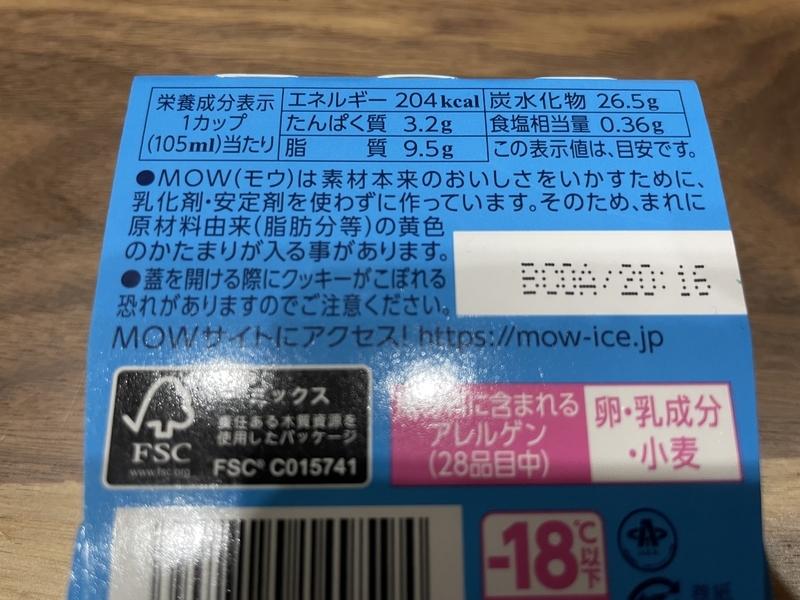 栄養成分表示
1カップ
(105ml)当たり
エネルギー 204kcal
炭水化物 26.5g
たんぱく質 3.2g
食塩相当量 0.36g
脂 質 9.5g
この表示値は、目安です。
●MOW(モウ)は素材本来のおいしさをいかすために、
乳化剤・安定剤を使わずに作っています。そのため、まれに
原材料由来(脂肪分等)の黄色
のかたまりが入る事があります。
●蓋を開ける際にクッキーがこぼれる
恐れがありますのでご注意ください。
/20:16
MOWサイトにアクセス! https://mow-ice.jp
FSC
www.fsc.org
ミックス
責任ある木質資源を
使用したパッケージ
FSC® C015741
に含まれる
アレルゲン
(28品目中)
卵・乳成分
・小麦
-18℃
以下